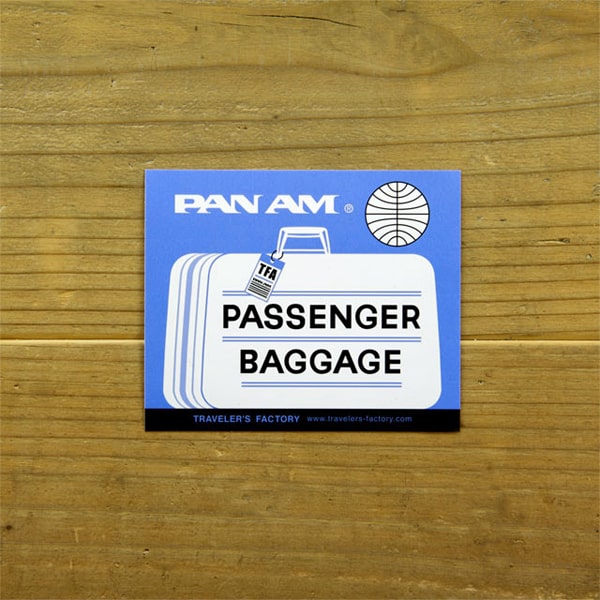 PAN AM ®
TFA
PASSENGER
BAGGAGE
TRAVELER'S FACTORY www.travelers-factory.com